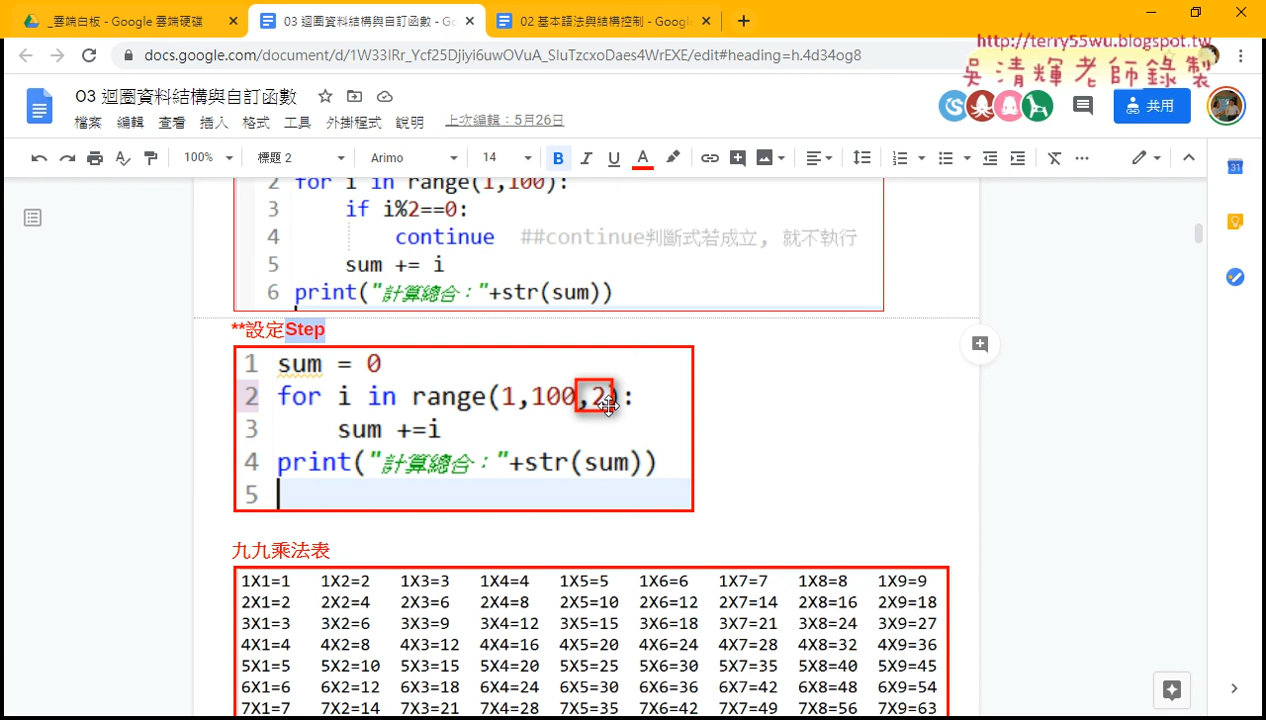 _雲端白板 - Google 雲端硬碟
03 迴圈資料結構與自訂函數 - Go
02 基本語法與結構控制 - Google
docs.google.com/document/d/1W33IRr_Ycf25Djiyi6uwOVuA_SIuTzcxoDaes4WrEXE/edit#heading=h.4d34og8
http://terry55wu.blogspot.tw
吳清輝老師錄製
03 迴圈資料結構與自訂函數
共用
檔案 編輯 查看 插入 格式 工具 外掛程式 說明 上次編輯：5月26日
100% 標題 2 Arimo 14 B I U A
31
2 for i in range(1,100):
3 if i%2==0:
4 continue ##continue判斷式若成立, 就不執行
5 sum += i
6 print("計算總合："+str(sum))
**設定Step
1 sum = 0
2 for i in range(1,100,2):
3 sum +=i
4 print("計算總合："+str(sum))
5
九九乘法表
1X1=1 1X2=2 1X3=3 1X4=4 1X5=5 1X6=6 1X7=7 1X8=8 1X9=9
2X1=2 2X2=4 2X3=6 2X4=8 2X5=10 2X6=12 2X7=14 2X8=16 2X9=18
3X1=3 3X2=6 3X3=9 3X4=12 3X5=15 3X6=18 3X7=21 3X8=24 3X9=27
4X1=4 4X2=8 4X3=12 4X4=16 4X5=20 4X6=24 4X7=28 4X8=32 4X9=36
5X1=5 5X2=10 5X3=15 5X4=20 5X5=25 5X6=30 5X7=35 5X8=40 5X9=45
6X1=6 6X2=12 6X3=18 6X4=24 6X5=30 6X6=36 6X7=42 6X8=48 6X9=54
7X1=7 7X2=14 7X3=21 7X4=28 7X5=35 7X6=42 7X7=49 7X8=56 7X9=63